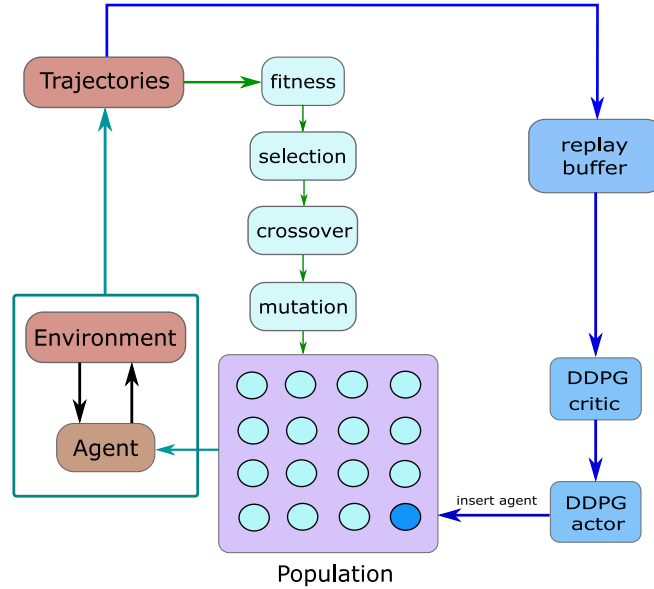 Trajectories
fitness
selection
crossover
mutation
replay
buffer
Environment
Agent
DDPG
critic
insert agent
DDPG
actor
Population